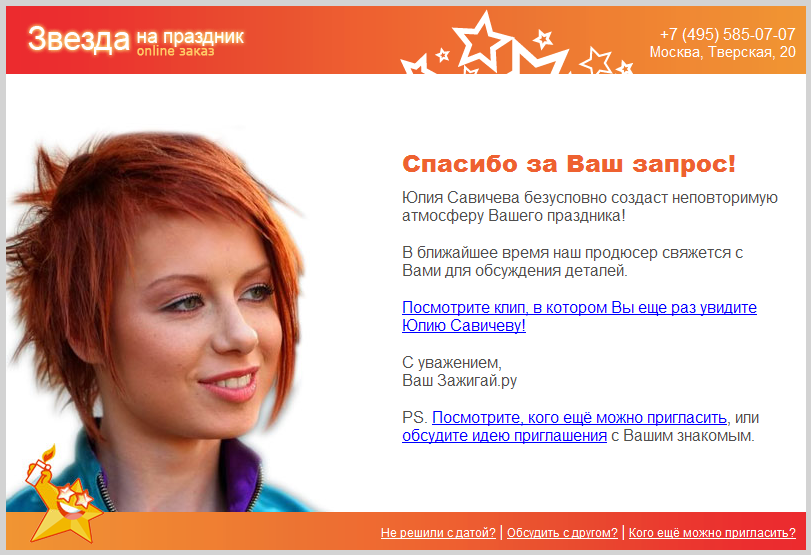 Звезда на праздник
online заказ
+7 (495) 585-07-07
Москва, Тверская, 20
Спасибо за Ваш запрос!
Юлия Савичева безусловно создаст неповторимую
атмосферу Вашего праздника!
В ближайшее время наш продюсер свяжется с
Вами для обсуждения деталей.
Посмотрите клип, в котором Вы еще раз увидите
Юлию Савичеву!
С уважением,
Ваш Зажигай.ру
PS. Посмотрите, кого ещё можно пригласить, или
обсудите идею приглашения с Вашим знакомым.
Не решили с датой? | Обсудить с другом? | Кого ещё можно пригласить?